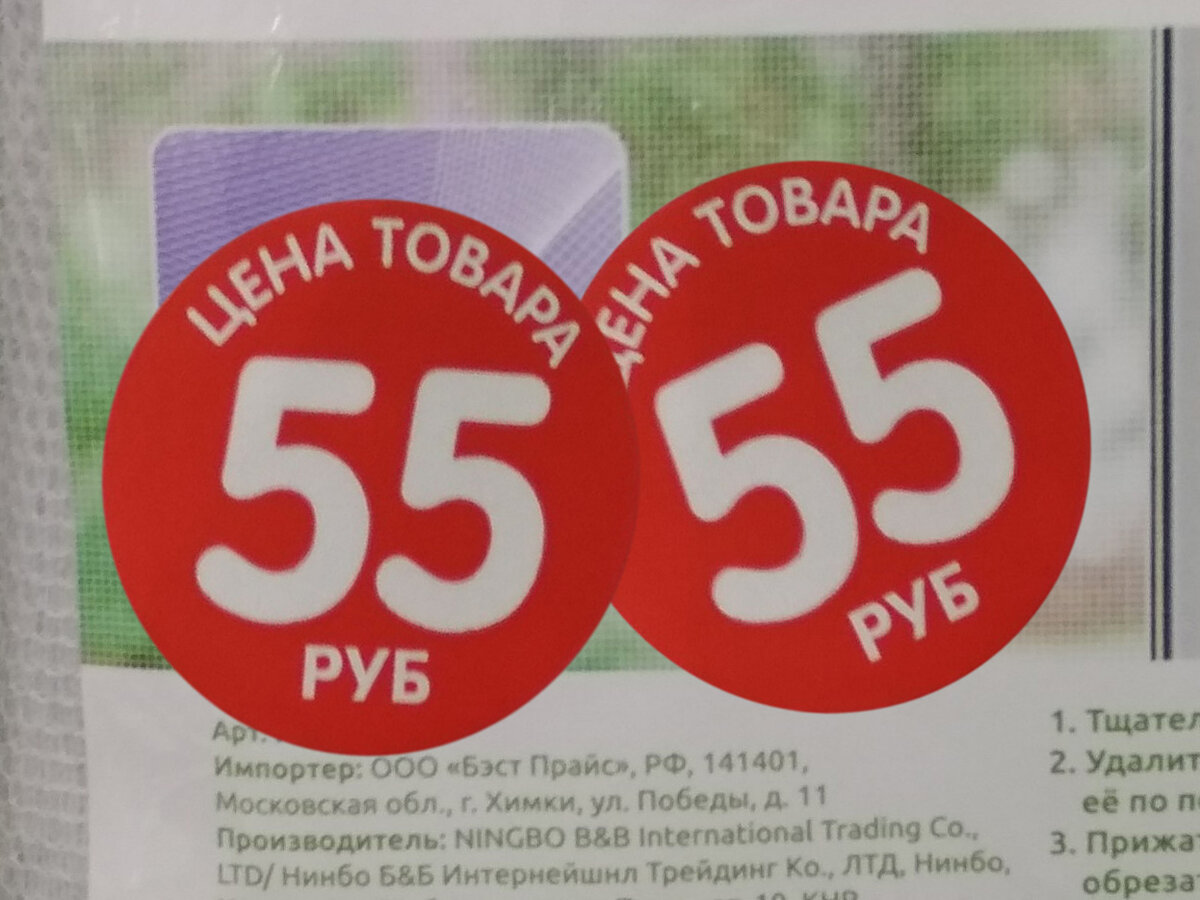 ЦЕНА ТОВАРА
55
РУБ
ЦЕНА ТОВАРА
55
РУБ
Арт.
Импортер: ООО «Бэст Прайс», РФ, 141401,
Московская обл., г. Химки, ул. Победы, д. 11
Производитель: NINGBO B&B International Trading Co.,
LTD/ Нинбо Б&Б Интернейшнл Трейдинг Ко., ЛТД, Нинбо,
1. Тщател
2. Удалит
её по п
3. Прижа
обреза